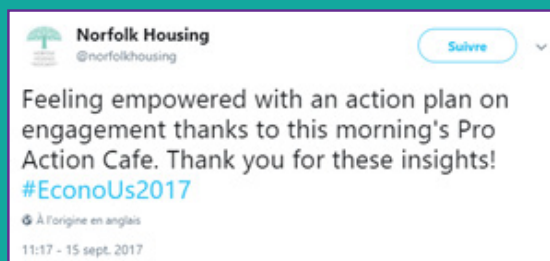 Norfolk Housing
@norfolkhousing
Suivre
Feeling empowered with an action plan on
engagement thanks to this morning's Pro
Action Cafe. Thank you for these insights!
#EconoUs2017
À l'origine en anglais
11:17 - 15 sept. 2017